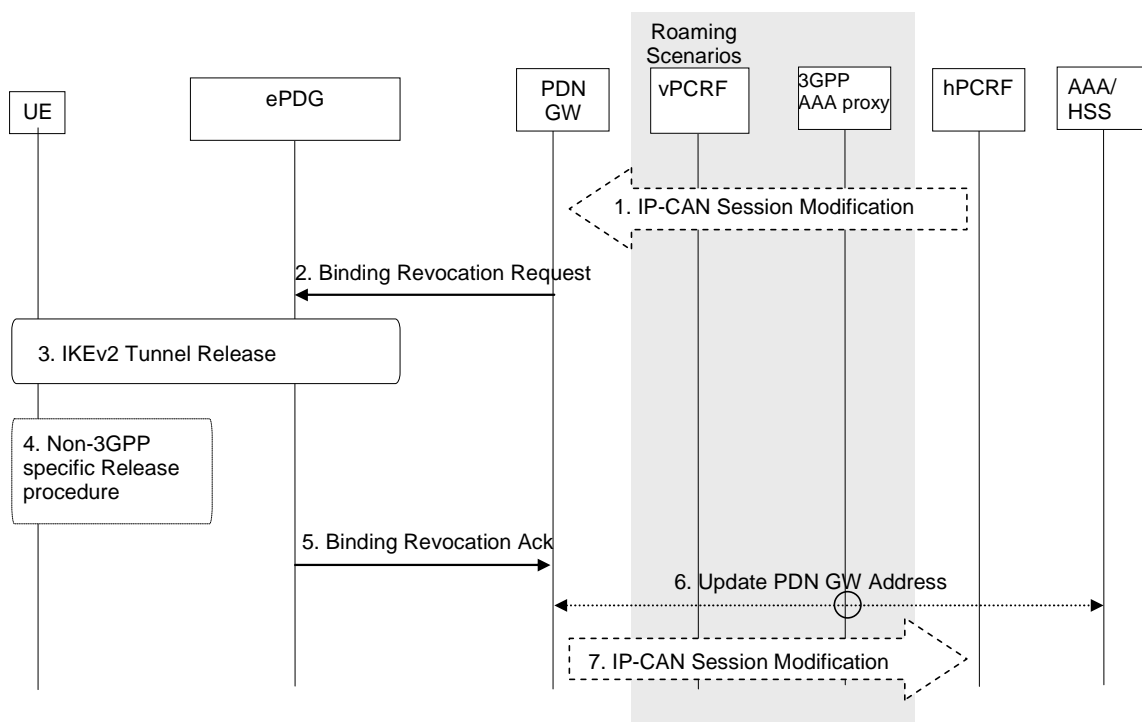 Roaming
Scenarios
UE
ePDG
PDN
GW
vPCRF
3GPP
AAA proxy
hPCRF
AAA/
HSS
1. IP-CAN Session Modification
2. Binding Revocation Request
3. IKEv2 Tunnel Release
4. Non-3GPP
specific Release
procedure
5. Binding Revocation Ack
6. Update PDN GW Address
7. IP-CAN Session Modification